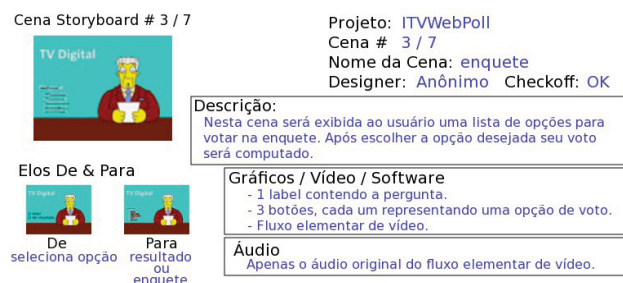 Cena Storyboard # 3 / 7
TV Digital
Projeto: ITVWebPoll
Cena # 3 / 7
Nome da Cena: enquete
Designer: Anônimo Checkoff: OK
Descrição:
Nesta cena será exibida ao usuário uma lista de opções para
votar na enquete. Após escolher a opção desejada seu voto
será computado.
Elos De & Para
TV Digital
TV Digital
De
seleciona opção
Para
resultado
ou
enquete
Gráficos / Vídeo / Software
- 1 label contendo a pergunta.
- 3 botões, cada um representando uma opção de voto.
- Fluxo elementar de vídeo.
Áudio
Apenas o áudio original do fluxo elementar de vídeo.